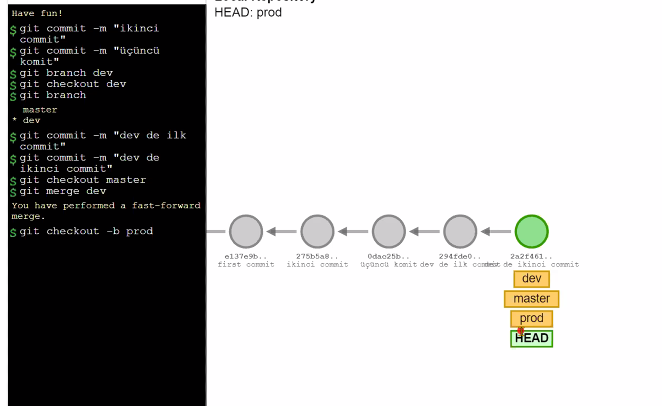 Have fun!
$ git commit -m "ikinci
commit"
$ git commit -m "üçüncü
komit"
$ git branch dev
$ git checkout dev
$ git branch
master
* dev
$ git commit -m "dev de ilk
commit"
$ git commit -m "dev de
ikinci commit"
$ git checkout master
$ git merge dev
You have performed a fast-forward
merge.
$ git checkout -b prod
HEAD: prod
e137e9b.. 275b5a8.. 0dac25b.. 294fde0.. 2a2f461..
first commit ikinci commit üçüncü komit dev de ilk de ikinci commit
dev
master
prod
HEAD